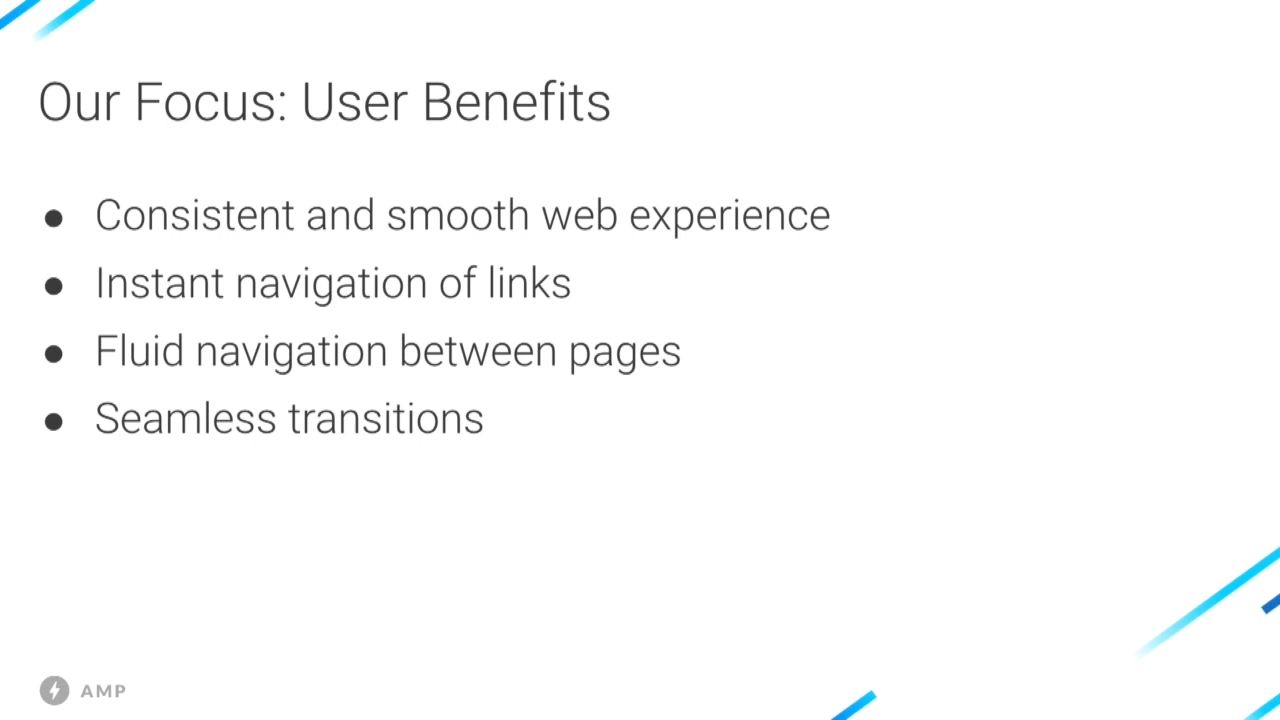 Our Focus: User Benefits
● Consistent and smooth web experience
● Instant navigation of links
● Fluid navigation between pages
● Seamless transitions
AMP